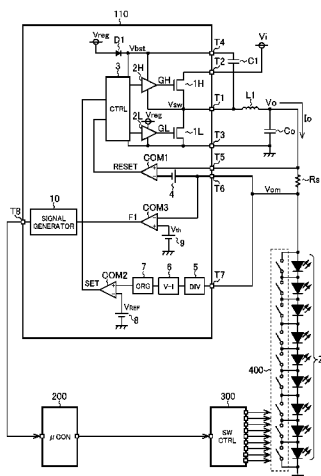 110
Vreg
D1
Vbst
T4
Vi
C1
3
2H
T2
GH
1H
CTRL
T1
L1
Vo
Vsw
2L
Vreg
GL
1L
Co
Io
T3
COM1
T5
RESET
Rs
4
T6
Vom
10
COM3
T8
SIGNAL
GENERATOR
F1
Vth
9
COM2
7
6
5
T7
SET
CRG
V-I
DIV
VREF
8
400
Z
200
300
μCON
SW
CTRL